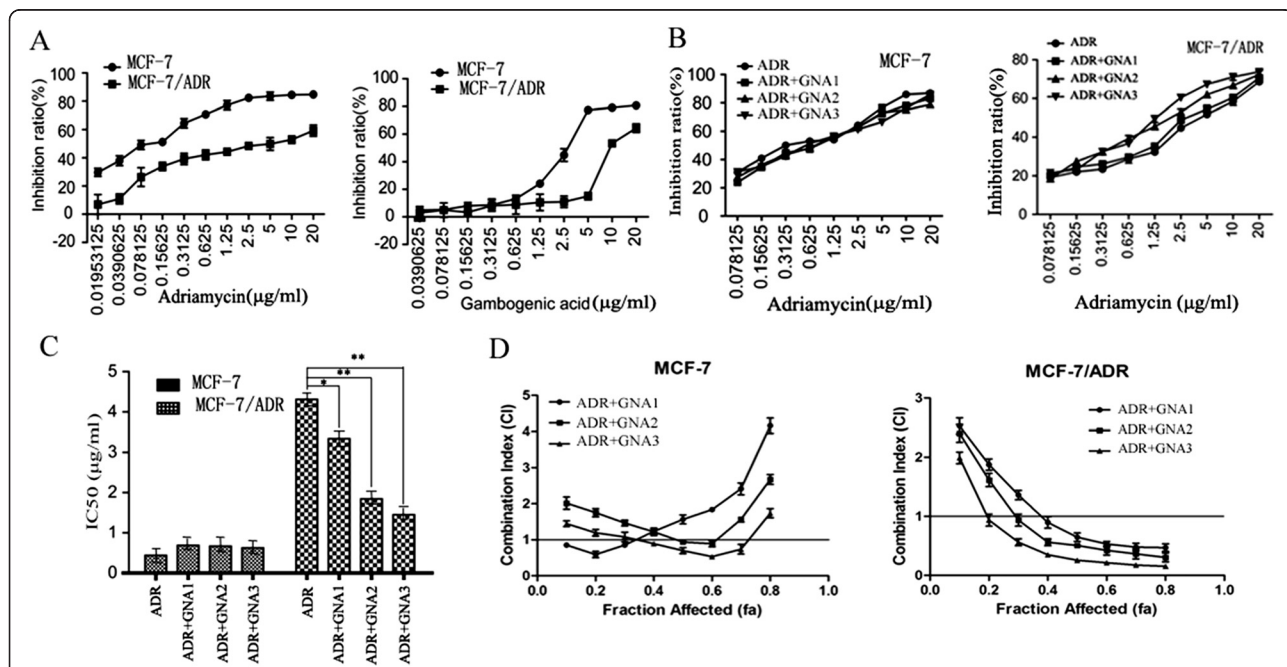 A
MCF-7
MCF-7/ADR
Inhibition ratio(%)
100
80
60
40
20
0
-20
0.01953125
0.0390625
0.078125
0.15625
0.3125
0.625
1.25
2.5
5
10
20
Adriamycin(μg/ml)
MCF-7
MCF-7/ADR
Inhibition ratio(%)
100
80
60
40
20
0
-20
0.0390625
0.078125
0.15625
0.3125
0.625
1.25
2.5
5
10
20
Gambogenic acid(μg/ml)
B
ADR
ADR+GNA1
ADR+GNA2
ADR+GNA3
MCF-7
Inhibition ratio(%)
100
80
60
40
20
0
0.078125
0.15625
0.3125
0.625
1.25
2.5
5
10
20
Adriamycin(μg/ml)
ADR
ADR+GNA1
ADR+GNA2
ADR+GNA3
MCF-7/ADR
Inhibition ratio(%)
80
60
40
20
0
0.078125
0.15625
0.3125
0.625
1.25
2.5
5
10
20
Adriamycin (μg/ml)
C
MCF-7
MCF-7/ADR
IC50 (μg/ml)
5
4
3
2
1
0
*
**
**
ADR
ADR+GNA1
ADR+GNA2
ADR+GNA3
ADR
ADR+GNA1
ADR+GNA2
ADR+GNA3
D
MCF-7
ADR+GNA1
ADR+GNA2
ADR+GNA3
Combination Index (CI)
5
4
3
2
1
0
0.0
0.2
0.4
0.6
0.8
1.0
Fraction Affected (fa)
MCF-7/ADR
ADR+GNA1
ADR+GNA2
ADR+GNA3
Combination Index (CI)
3
2
1
0
0.0
0.2
0.4
0.6
0.8
1.0
Fraction Affected (fa)